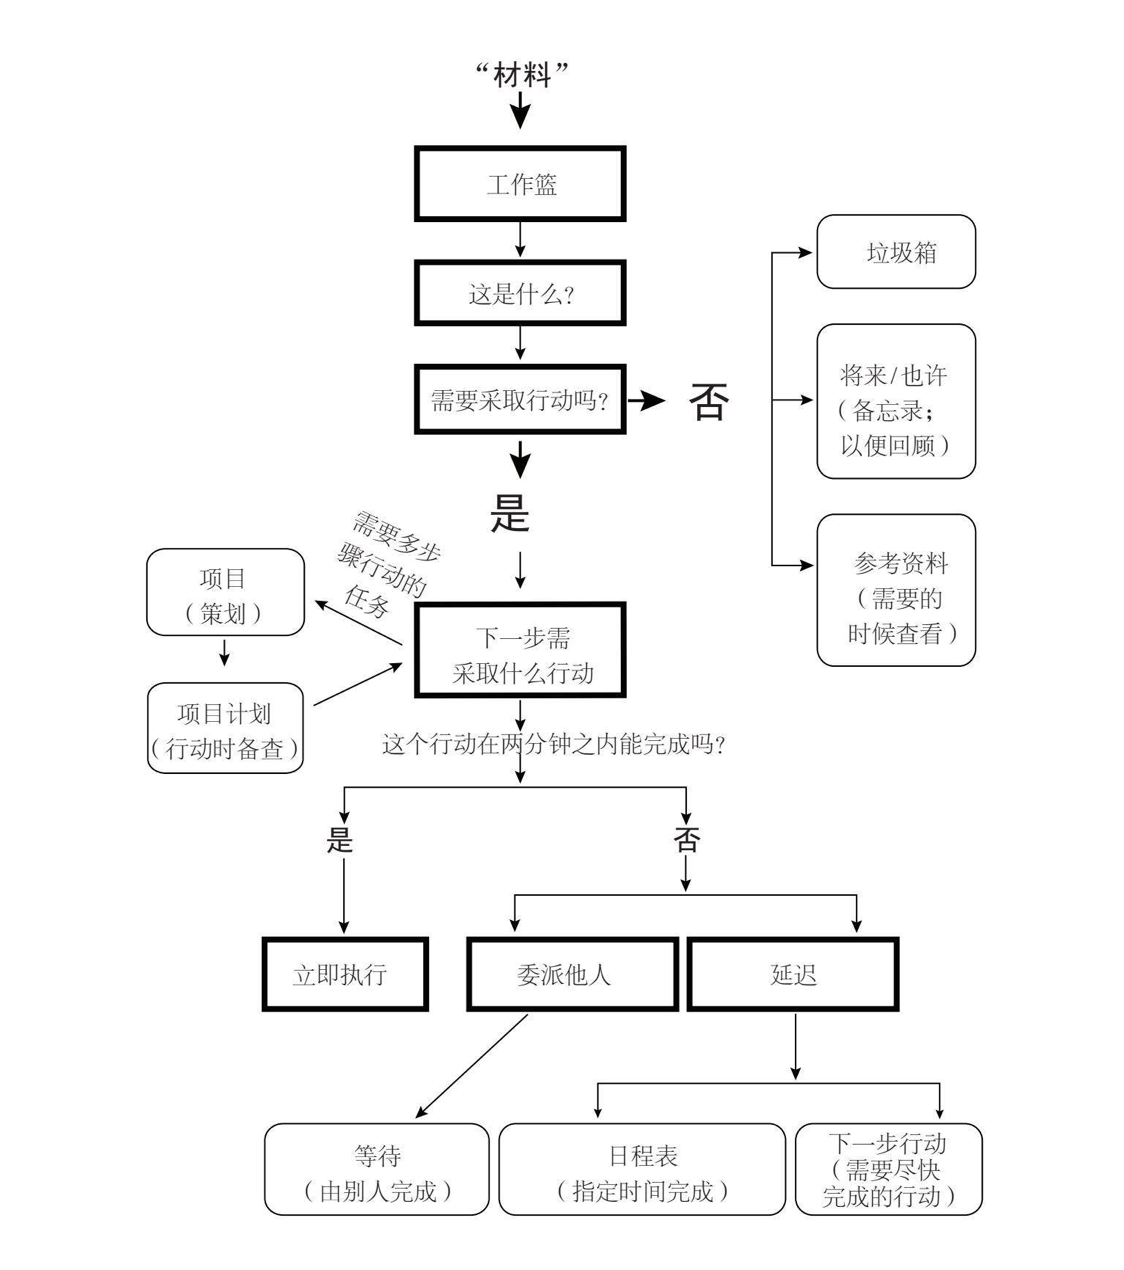 “材料”
工作篮
这是什么?
需要采取行动吗?
否
是
垃圾箱
将来/也许
（备忘录；
以便回顾）
参考资料
（需要的
时候查看）
需要多步
骤行动的
任务
项目
（策划）
项目计划
（行动时备查）
下一步需
采取什么行动
这个行动在两分钟之内能完成吗?
是
否
立即执行
委派他人
延迟
等待
（由别人完成）
日程表
（指定时间完成）
下一步行动
（需要尽快
完成的行动）